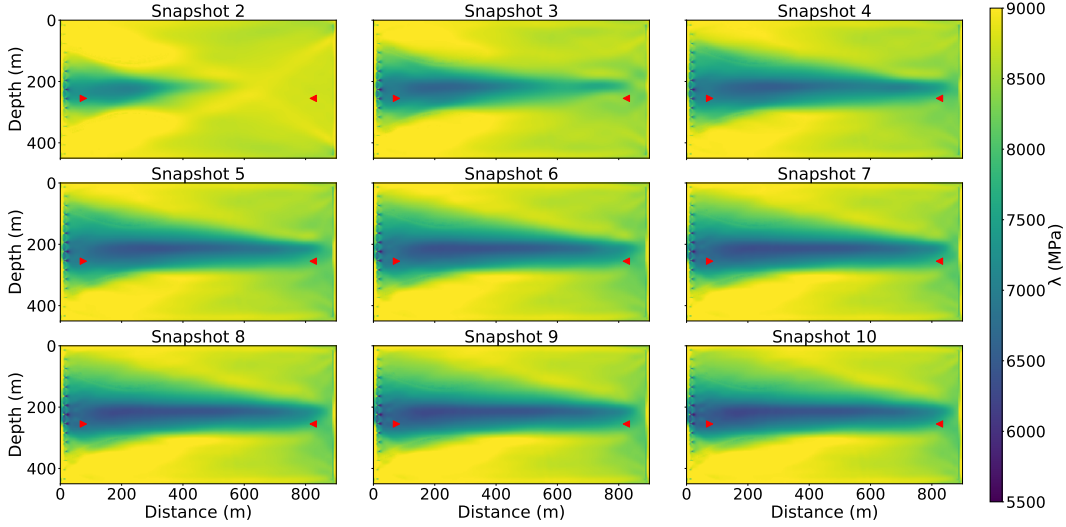 Snapshot 2 Snapshot 3 Snapshot 4 9000
0
Depth (m) 200
400
8500
8000
Snapshot 5 Snapshot 6 Snapshot 7
0
Depth (m) 200
400
7500
7000
λ (MPa)
Snapshot 8 Snapshot 9 Snapshot 10
0
Depth (m) 200
400
6500
6000
5500
0 200 400 600 800 0 200 400 600 800 0 200 400 600 800
Distance (m) Distance (m) Distance (m)